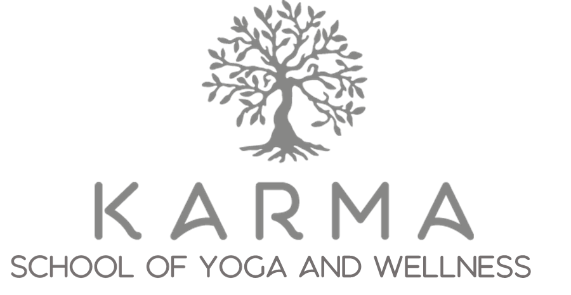 KARMA
SCHOOL OF YOGA AND WELLNESS